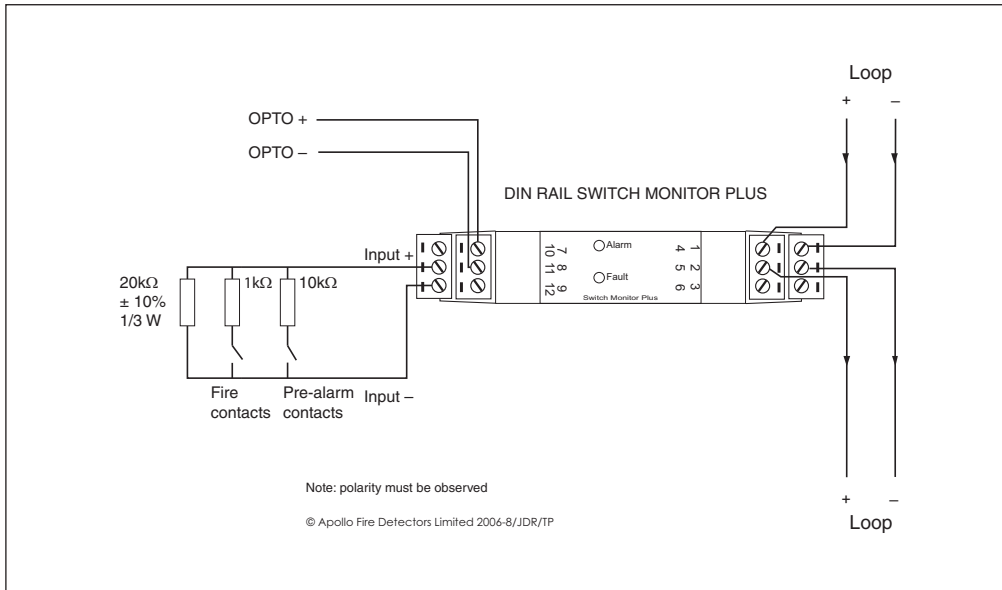 Loop
+ –
OPTO +
OPTO –
DIN RAIL SWITCH MONITOR PLUS
Input +
10 7
11 8
12 9
Alarm
Fault
Switch Monitor Plus
4 1
5 2
6 3
20kΩ
± 10%
1/3 W
1kΩ
10kΩ
Fire
contacts
Pre-alarm
contacts
Input –
Note: polarity must be observed
© Apollo Fire Detectors Limited 2006-8/JDR/TP
+ –
Loop